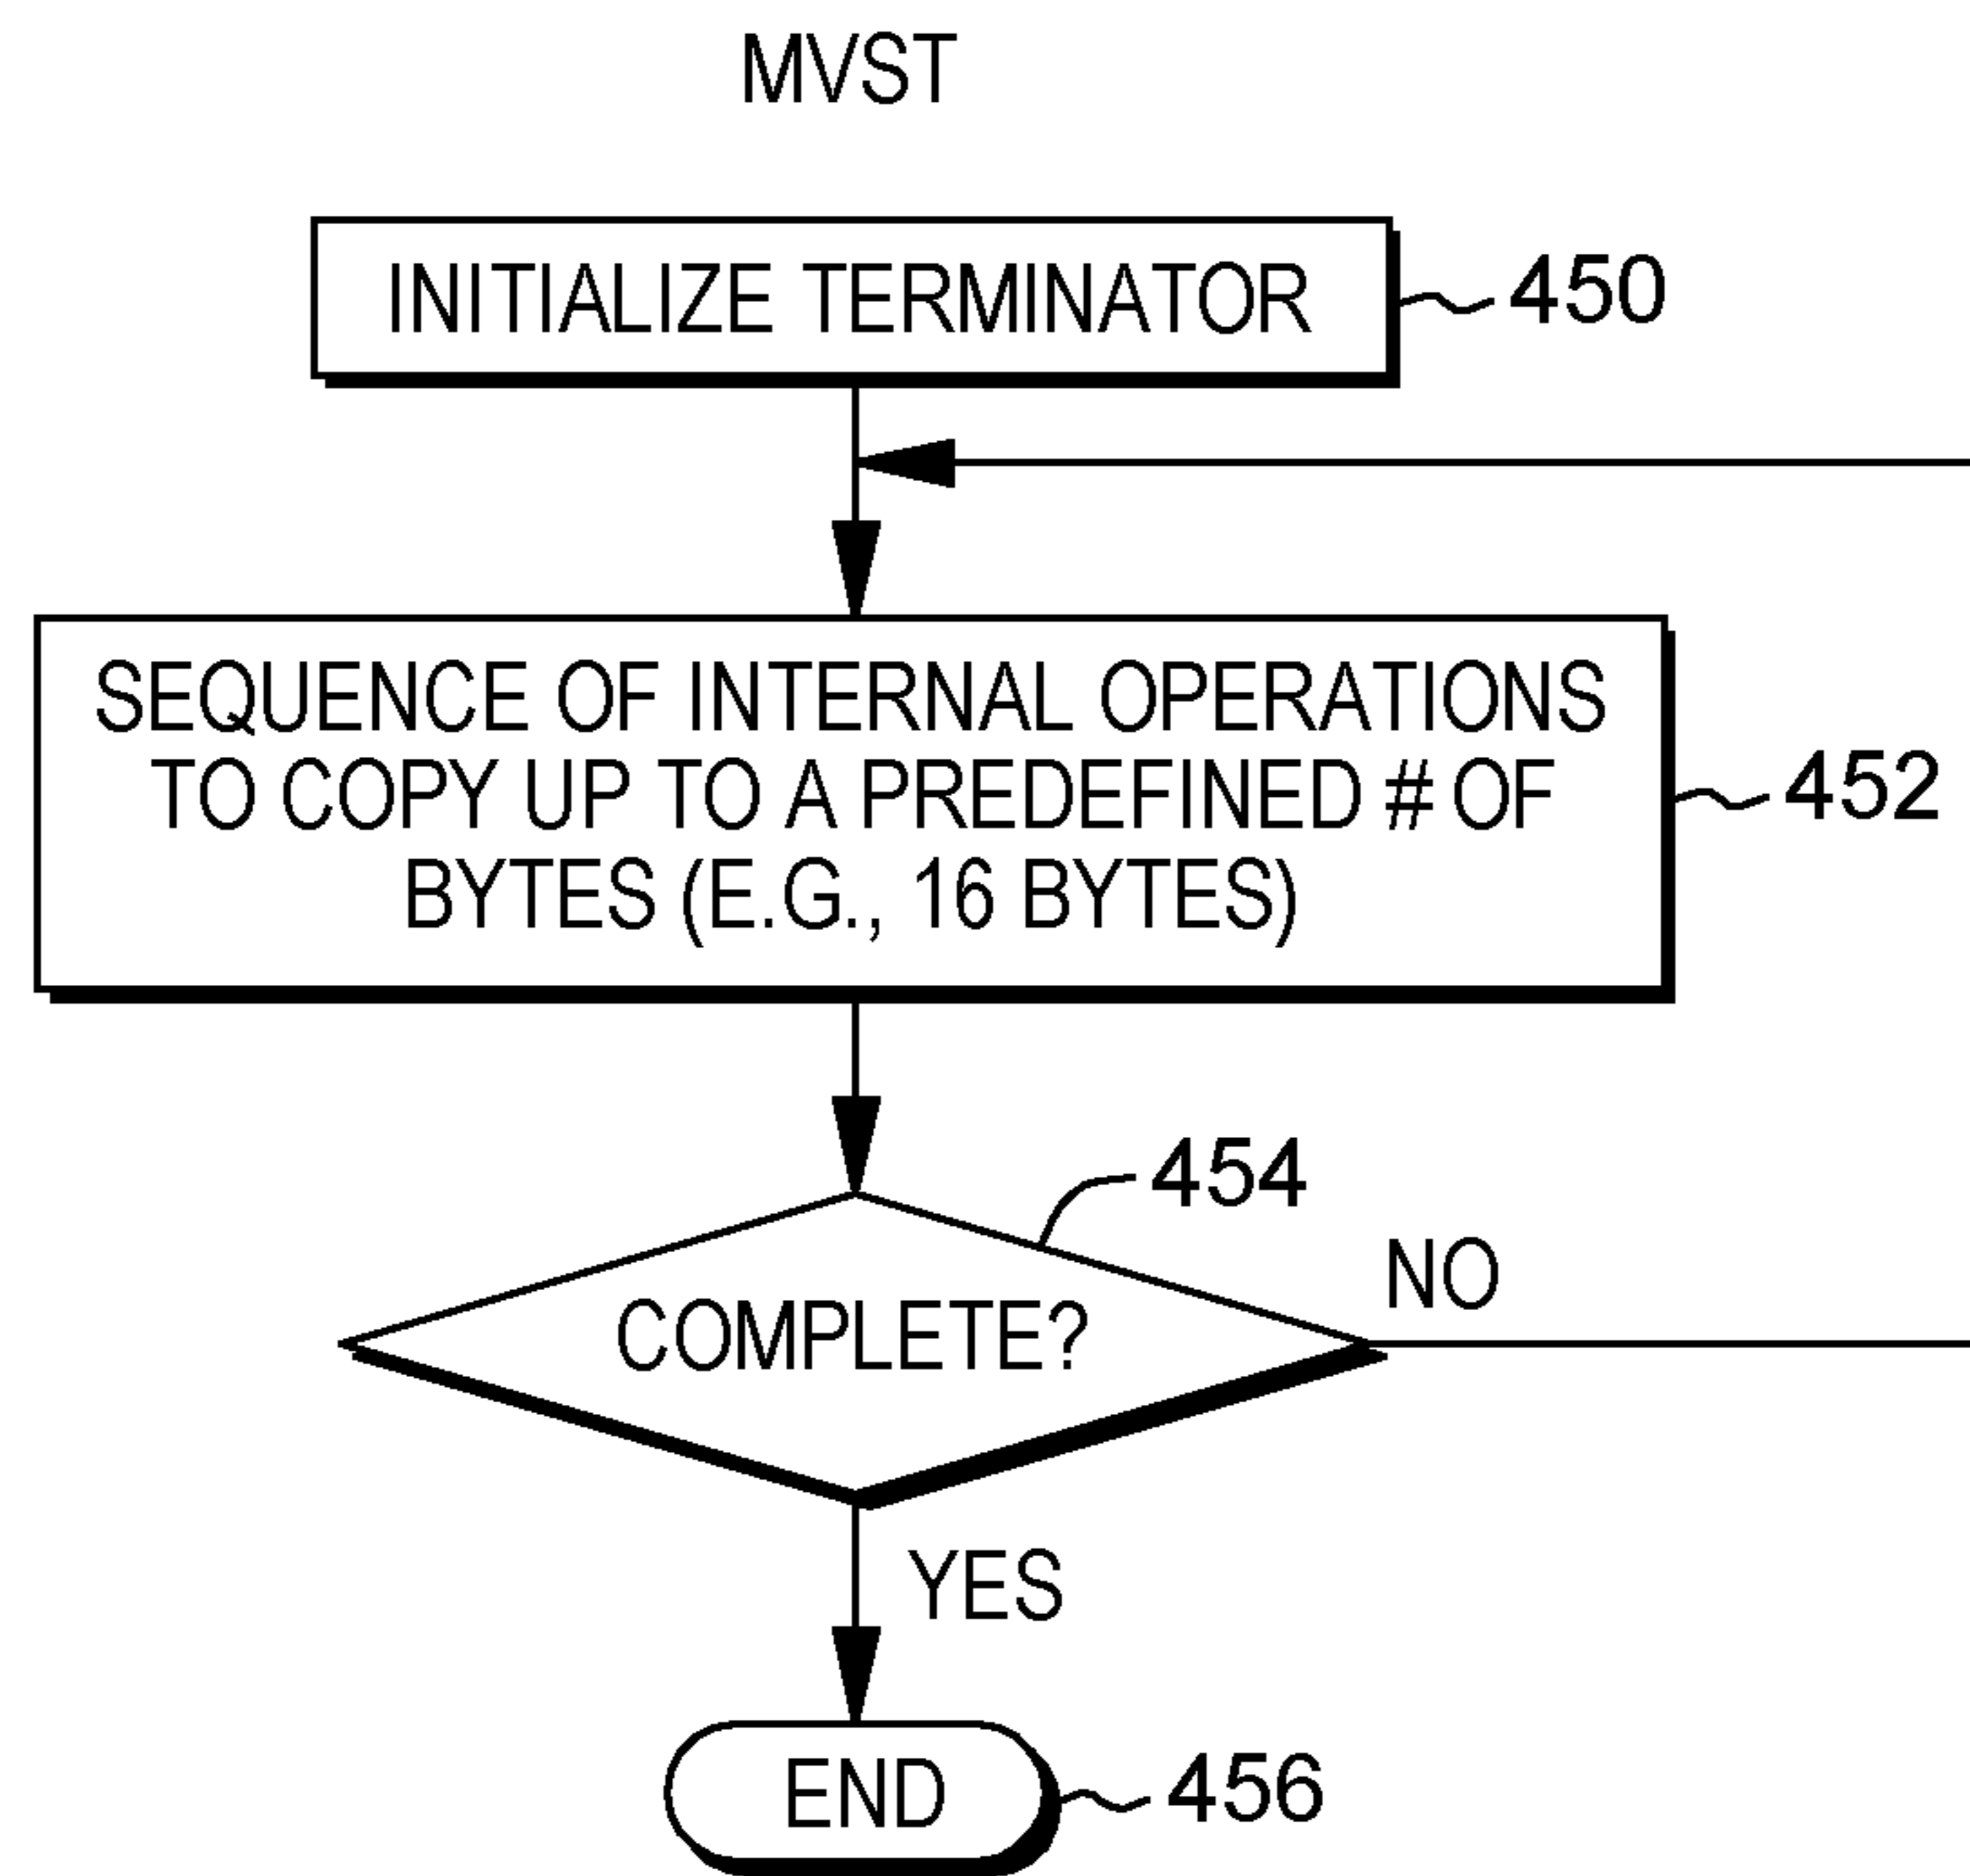 MVST
INITIALIZE TERMINATOR
450
SEQUENCE OF INTERNAL OPERATIONS
TO COPY UP TO A PREDEFINED # OF
BYTES (E.G., 16 BYTES)
452
454
COMPLETE?
NO
YES
END
456